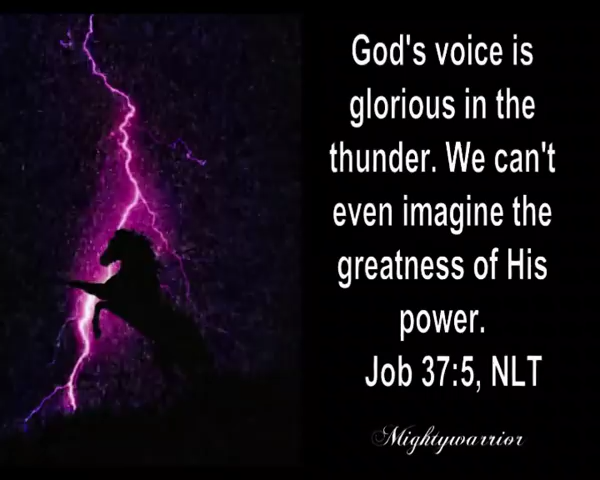 God's voice is
glorious in the
thunder. We can't
even imagine the
greatness of His
power.
Job 37:5, NLT
Mightywarrior